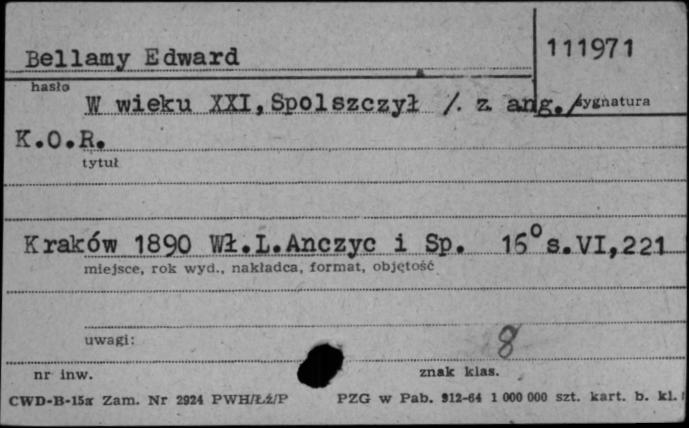 Bellamy Edward
111971
hasło
W wieku XXI, Spolszczył /. z ang./
sygnatura
K.O.R.
tytuł
Kraków 1890 Wł.L.Anczyc i Sp. 16° s.VI,221
miejsce, rok wyd., nakładca, format, objętość
uwagi:
8
nr inw.
znak klas.
CWD-B-15a Zam. Nr 2924 PWH/Łź/P PZG w Pab. 912-64 1 000 000 szt. kart. b. kl.